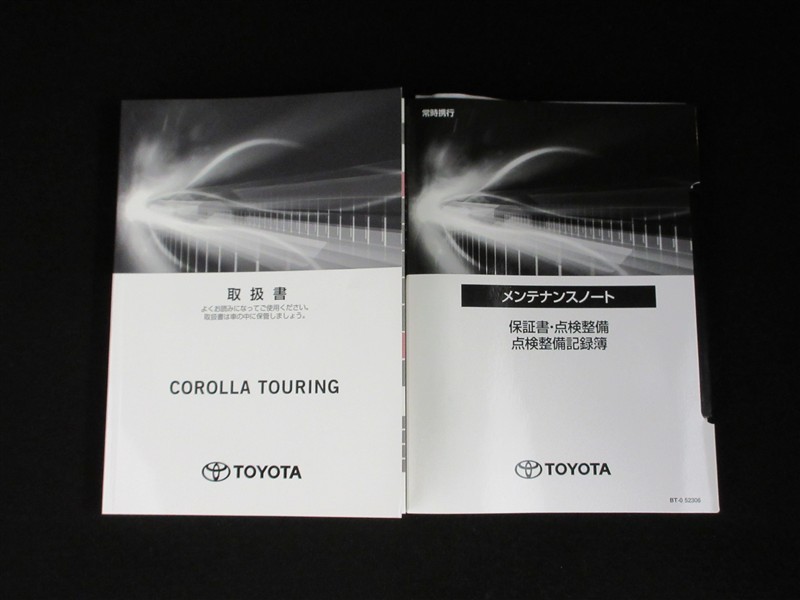 取扱書
よくお読みになってご使用ください。
取扱書は車の中に保管しましょう。
COROLLA TOURING
TOYOTA
常時携行
メンテナンスノート
保証書・点検整備
点検整備記録簿
TOYOTA
BT-6 52306